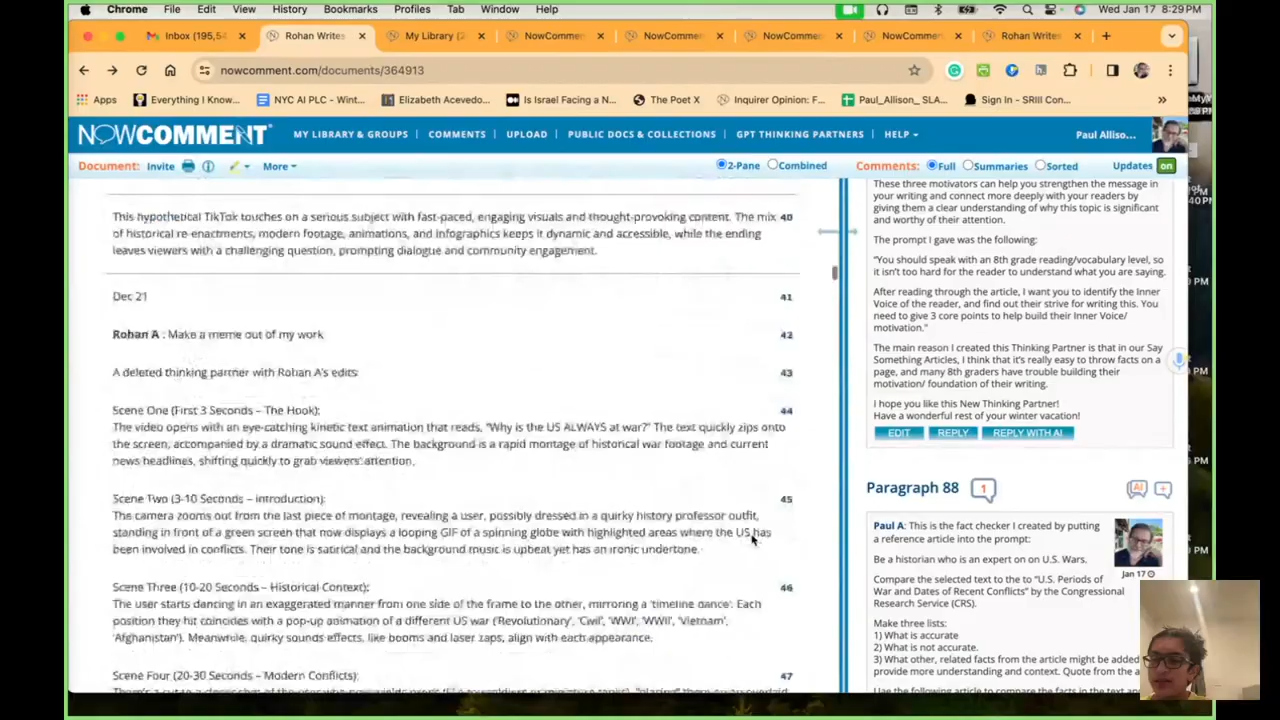 Chrome File Edit View History Bookmarks Profiles Tab Window Help Wed Jan 17 8:29 PM
Inbox (195,54 Rohan Writes My Library (2 NowCommen NowCommen NowCommen NowCommen Rohan Writes
nowcomment.com/documents/364913
Apps Everything I Know... NYC AI PLC - Wint... Elizabeth Acevedo... Is Israel Facing a N... The Poet X Inquirer Opinion: F... Paul_Allison_ SLA... Sign In - SRIII Con...
NOWCOMMENT MY LIBRARY & GROUPS COMMENTS UPLOAD PUBLIC DOCS & COLLECTIONS GPT THINKING PARTNERS HELP Paul Alliso...
Document: Invite More 2-Pane Combined Comments: Full Summaries Sorted Updates on
This hypothetical TikTok touches on a serious subject with fast-paced, engaging visuals and thought-provoking content. The mix 40
of historical re-enactments, modern footage, animations, and infographics keeps it dynamic and accessible, while the ending
leaves viewers with a challenging question, prompting dialogue and community engagement.
Dec 21 41
Rohan A : Make a meme out of my work 42
A deleted thinking partner with Rohan A's edits: 43
Scene One (First 3 Seconds – The Hook): 44
The video opens with an eye-catching kinetic text animation that reads, "Why is the US ALWAYS at war?" The text quickly zips onto
the screen, accompanied by a dramatic sound effect. The background is a rapid montage of historical war footage and current
news headlines, shifting quickly to grab viewers' attention.
Scene Two (3-10 Seconds – Introduction): 45
The camera zooms out from the last piece of montage, revealing a user, possibly dressed in a quirky history professor outfit,
standing in front of a green screen that now displays a looping GIF of a spinning globe with highlighted areas where the US has
been involved in conflicts. Their tone is satirical and the background music is upbeat yet has an ironic undertone.
Scene Three (10-20 Seconds – Historical Context): 46
The user starts dancing in an exaggerated manner from one side of the frame to the other, mirroring a 'timeline dance'. Each
position they hit coincides with a pop-up animation of a different US war ('Revolutionary', 'Civil', 'WWI', 'WWII', 'Vietnam',
'Afghanistan'). Meanwhile, quirky sounds effects, like booms and laser zaps, align with each appearance.
Scene Four (20-30 Seconds – Modern Conflicts): 47
These three motivators can help you strengthen the message in
your writing and connect more deeply with your readers by
giving them a clear understanding of why this topic is significant
and worthy of their attention.
The prompt I gave was the following:
"You should speak with an 8th grade reading/vocabulary level, so
it isn't too hard for the reader to understand what you are saying.
After reading through the article, I want you to identify the Inner
Voice of the reader, and find out their strive for writing this. You
need to give 3 core points to help build their Inner Voice/
motivation."
The main reason I created this Thinking Partner is that in our Say
Something Articles, I think that it's really easy to throw facts on a
page, and many 8th graders have trouble building their
motivation/ foundation of their writing.
I hope you like this New Thinking Partner!
Have a wonderful rest of your winter vacation!
EDIT REPLY REPLY WITH AI
Paragraph 88 1 AI +
Paul A: This is the fact checker I created by putting
a reference article into the prompt:
Jan 17
Be a historian who is an expert on on U.S. Wars.
Compare the selected text to the to "U.S. Periods of
War and Dates of Recent Conflicts" by the Congressional
Research Service (CRS).
Make three lists:
1) What is accurate
2) What is not accurate.
3) What other, related facts from the article might be added
provide more understanding and context. Quote from the a
Use the following article to compare the facts in the text